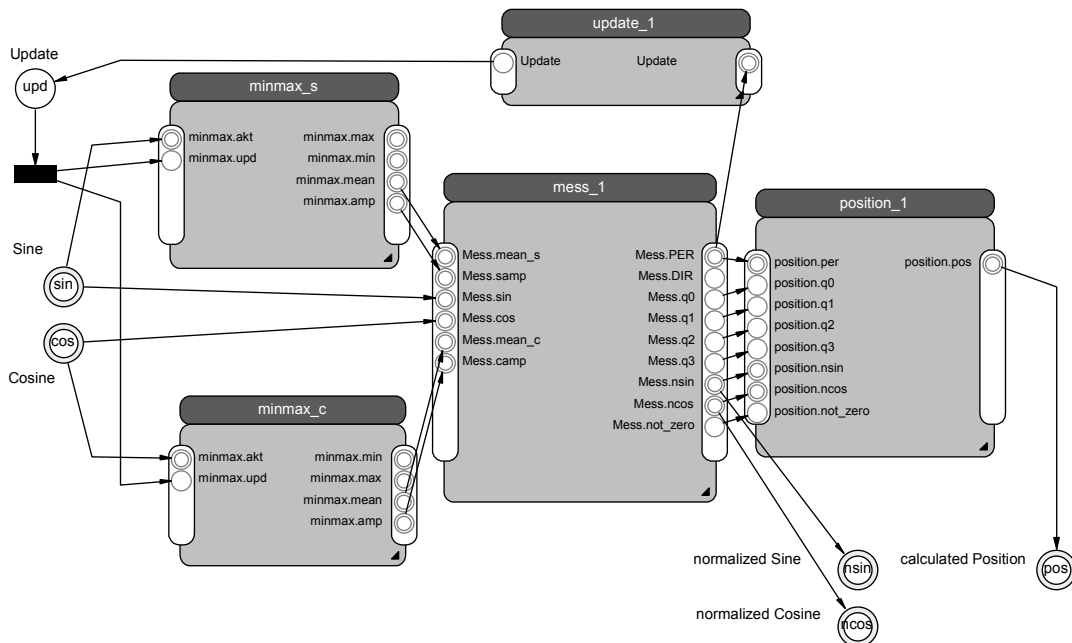 update_1
Update
Update
Update
upd
minmax_s
minmax.akt
minmax.upd
minmax.max
minmax.min
minmax.mean
minmax.amp
Sine
sin
cos
Cosine
mess_1
Mess.mean_s
Mess.samp
Mess.sin
Mess.cos
Mess.mean_c
Mess.camp
Mess.PER
Mess.DIR
Mess.q0
Mess.q1
Mess.q2
Mess.q3
Mess.nsin
Mess.ncos
Mess.not_zero
position_1
position.per
position.q0
position.q1
position.q2
position.q3
position.nsin
position.ncos
position.not_zero
position.pos
minmax_c
minmax.akt
minmax.upd
minmax.min
minmax.max
minmax.mean
minmax.amp
normalized Sine
nsin
calculated Position
pos
normalized Cosine
ncos